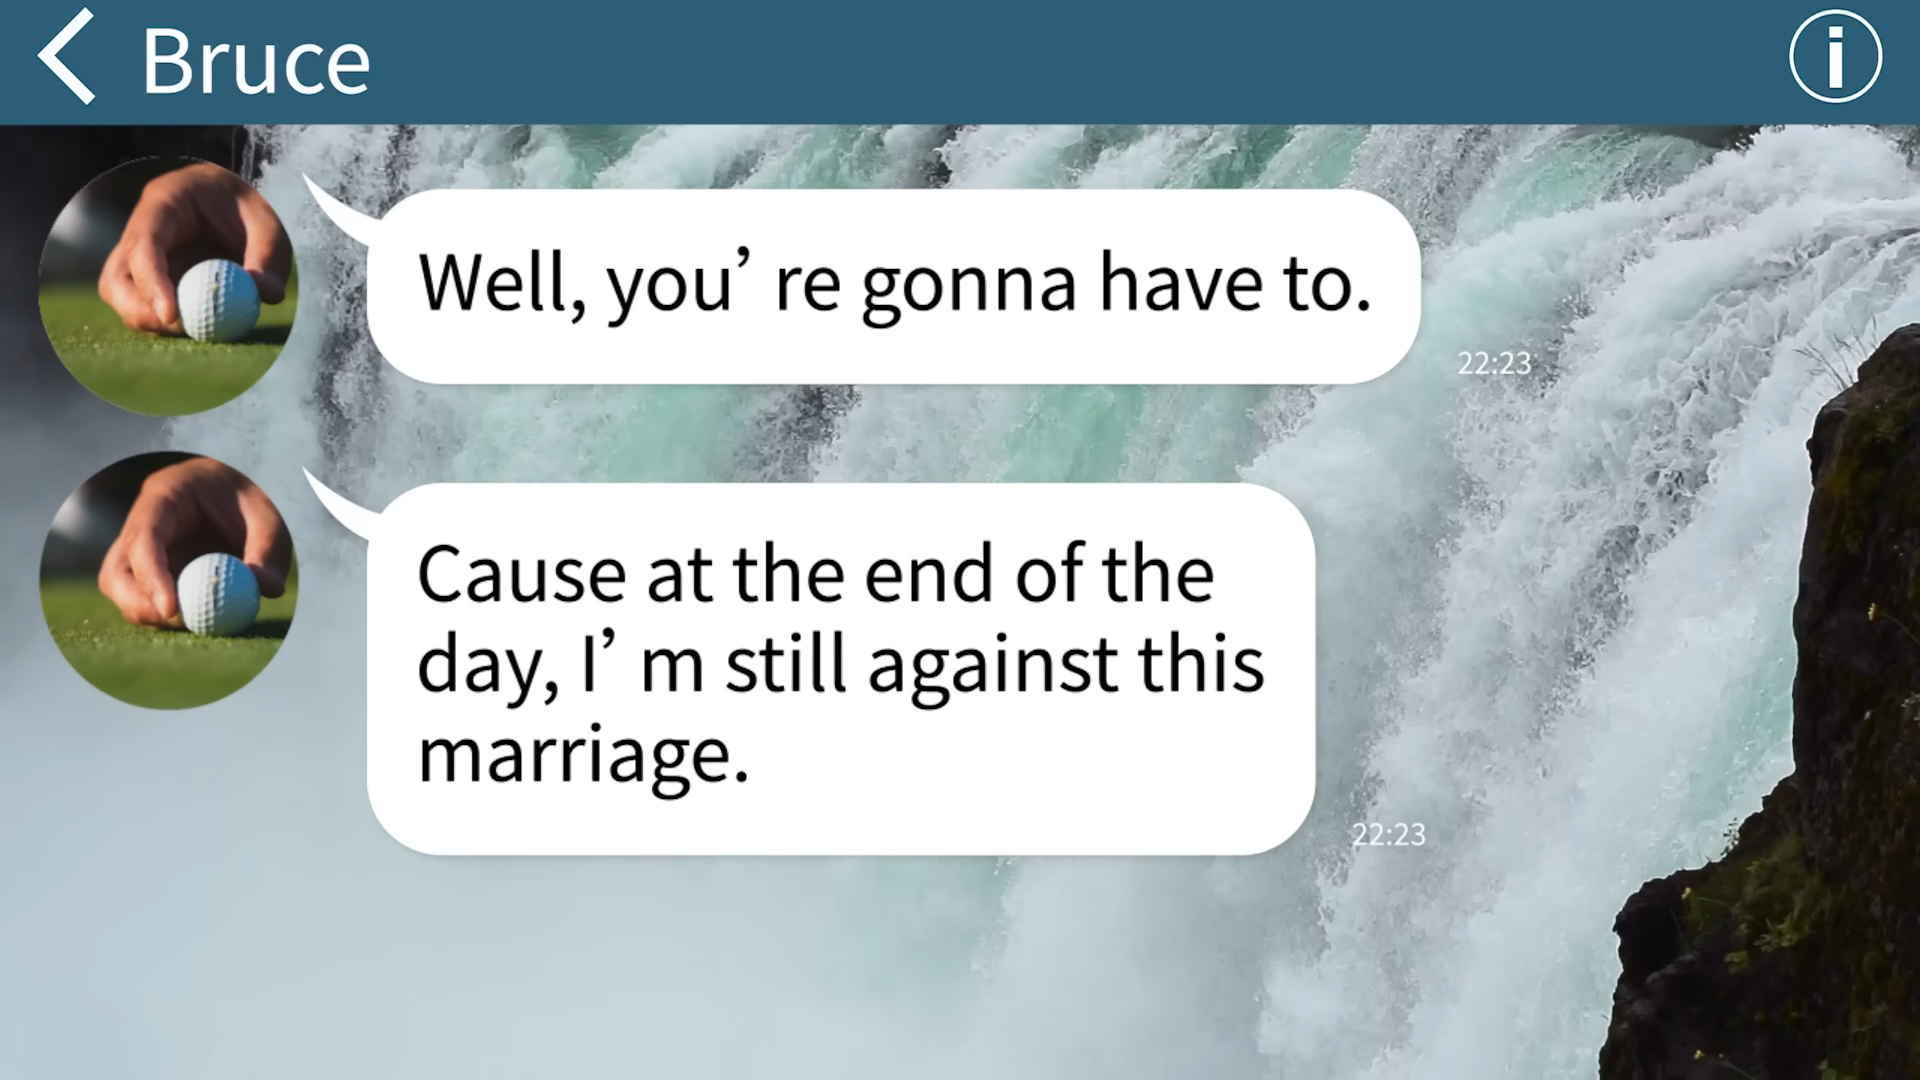 Bruce
Well, you’ re gonna have to.
22:23
Cause at the end of the
day, I’ m still against this
marriage.
22:23